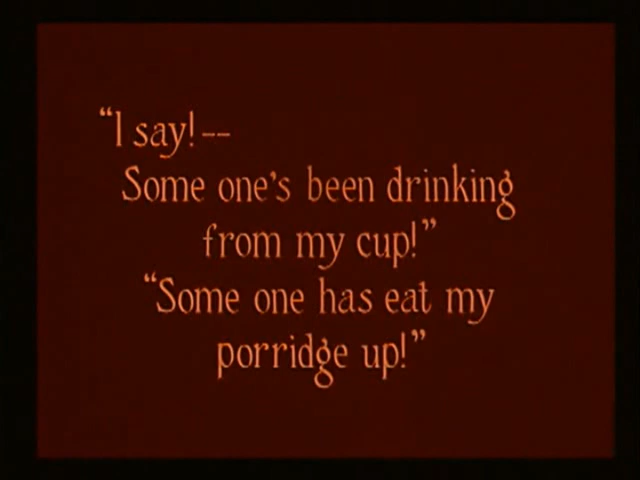 “I say!--
Some one’s been drinking
from my cup!”
“Some one has eat my
porridge up!”